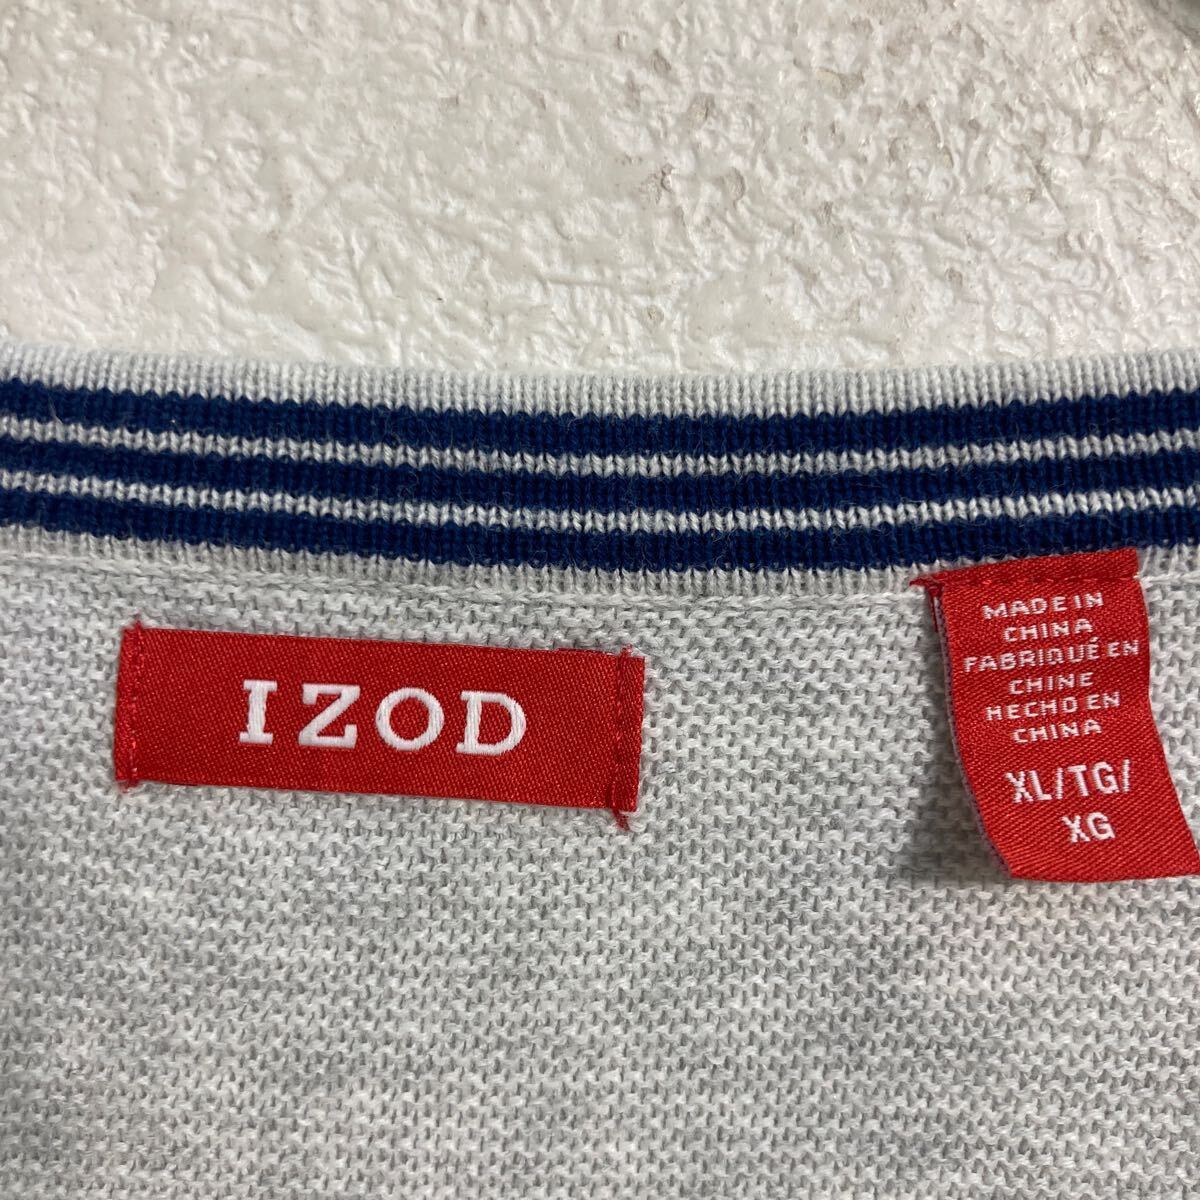 IZOD
MADE IN
CHINA
FABRIQUÉ EN
CHINE
HECHO EN
CHINA
XL/TG/
XG